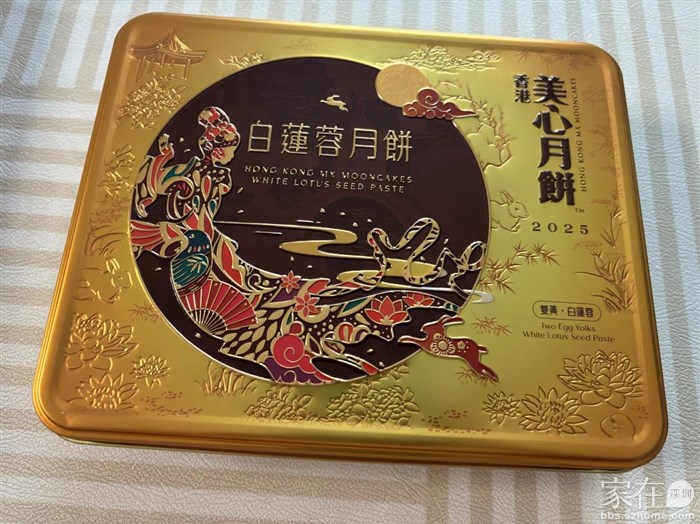 白蓮蓉月餅
HONG KONG MX MOONCAKES
WHITE LOTUS SEED PASTE
香港
美心月餅
HONG KONG MX MOONCAKES
TM
2025
雙黃·白蓮蓉
Two Egg Yolks
White Lotus Seed Paste
家在深圳
bbs.szhome.com